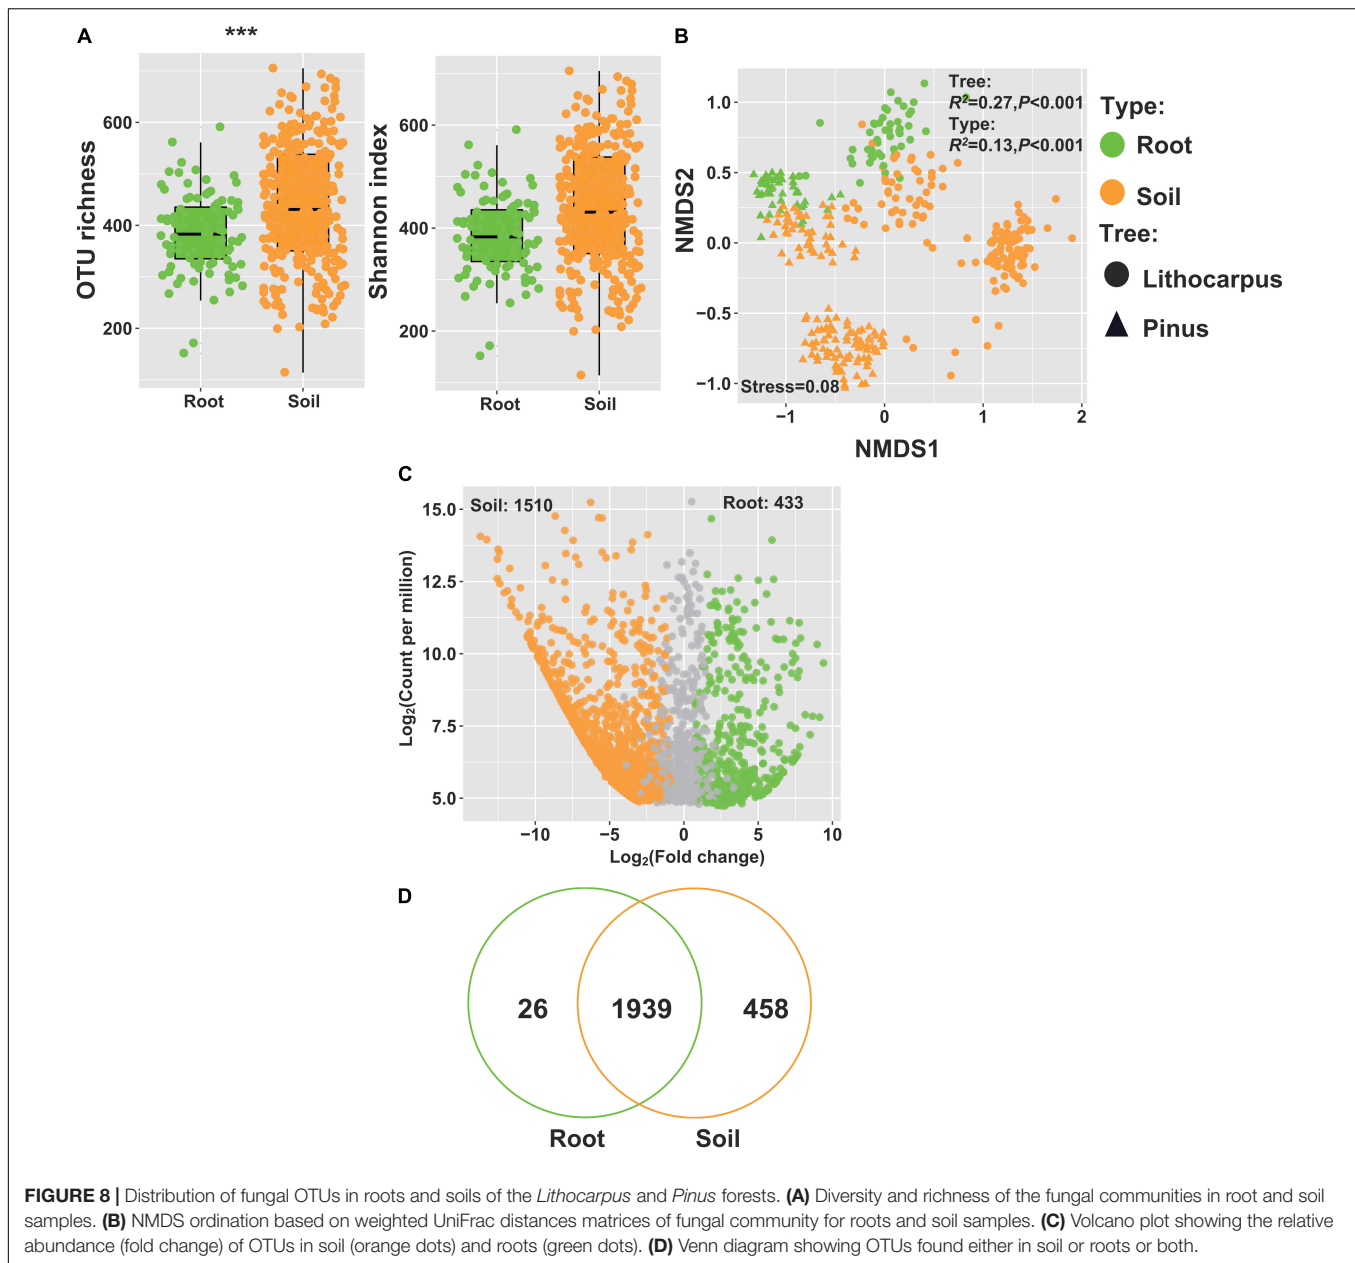 A
***
OTU richness
600
400
200
Root
Soil
Shannon index
600
400
200
Root
Soil
B
Tree:
R²=0.27,P<0.001
Type:
R²=0.13,P<0.001
NMDS2
1.0
0.5
0.0
−0.5
−1.0
Stress=0.08
−1
0
1
2
NMDS1
Type:
Root
Soil
Tree:
Lithocarpus
Pinus
C
Soil: 1510
Root: 433
Log₂(Count per million)
15.0
12.5
10.0
7.5
5.0
−10
−5
0
5
10
Log₂(Fold change)
D
26
1939
458
Root
Soil
FIGURE 8 | Distribution of fungal OTUs in roots and soils of the Lithocarpus and Pinus forests. (A) Diversity and richness of the fungal communities in root and soil
samples. (B) NMDS ordination based on weighted UniFrac distances matrices of fungal community for roots and soil samples. (C) Volcano plot showing the relative
abundance (fold change) of OTUs in soil (orange dots) and roots (green dots). (D) Venn diagram showing OTUs found either in soil or roots or both.